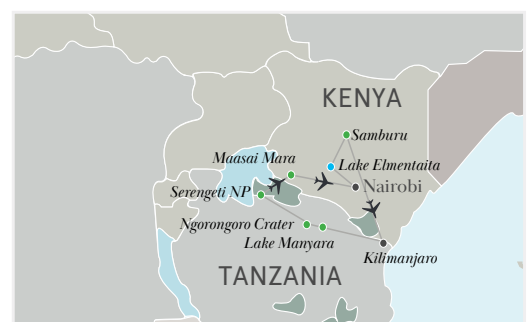 KENYA
Samburu
Maasai Mara
Lake Elmentaita
Serengeti NP
Nairobi
Ngorongoro Crater
Lake Manyara
Kilimanjaro
TANZANIA